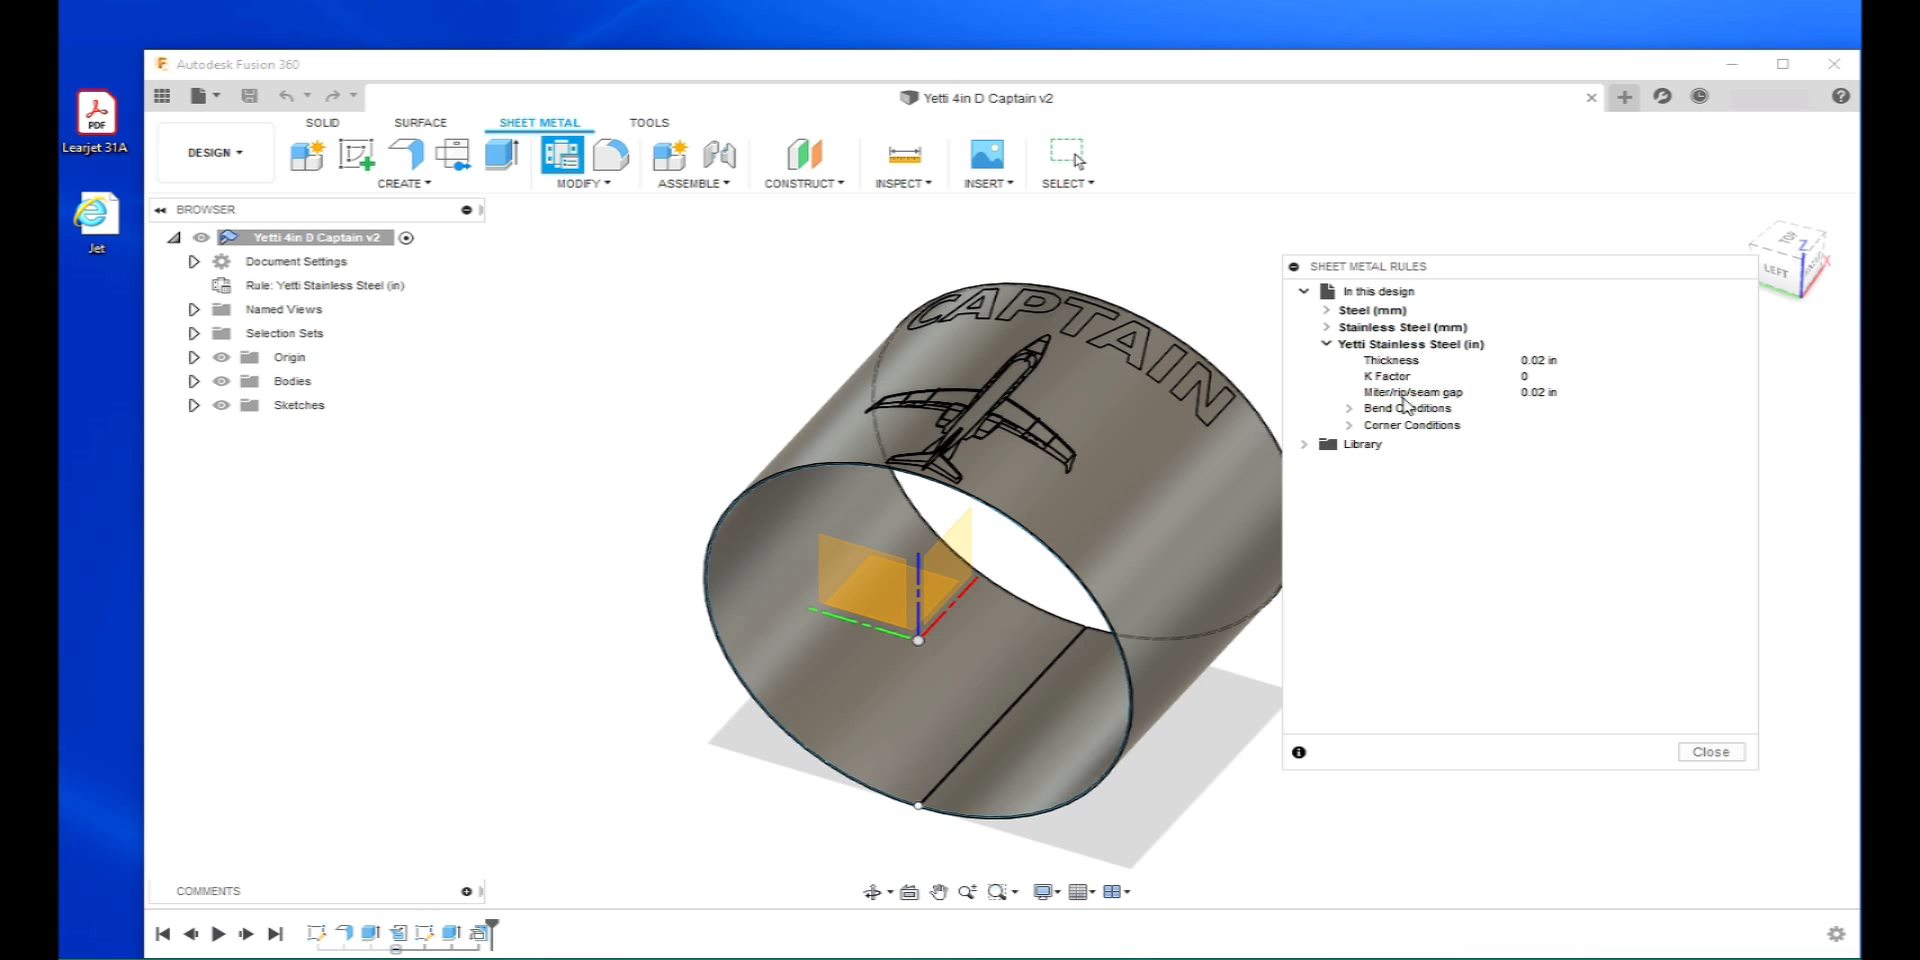 PDF
Learjet 31A
Jet
Autodesk Fusion 360
Yetti 4in D Captain v2
SOLID
SURFACE
SHEET METAL
TOOLS
DESIGN
CREATE
MODIFY
ASSEMBLE
CONSTRUCT
INSPECT
INSERT
SELECT
BROWSER
Yetti 4in D Captain v2
Document Settings
Rule: Yetti Stainless Steel (in)
Named Views
Selection Sets
Origin
Bodies
Sketches
CAPTAIN
TOP
LEFT
Z
X
SHEET METAL RULES
In this design
Steel (mm)
Stainless Steel (mm)
Yetti Stainless Steel (in)
Thickness 0.02 in
K Factor 0
Miter/rip/seam gap 0.02 in
Bend Conditions
Corner Conditions
Library
Close
COMMENTS